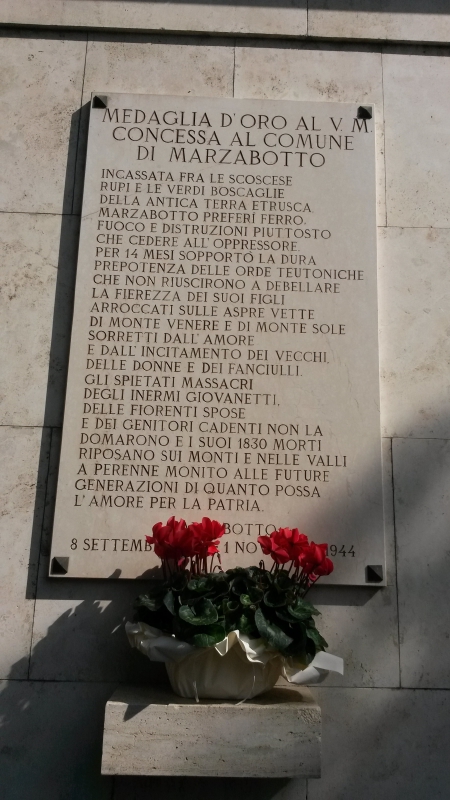 MEDAGLIA D'ORO AL V. M.
CONCESSA AL COMUNE
DI MARZABOTTO
INCASSATA FRA LE SCOSCESE
RUPI E LE VERDI BOSCAGLIE
DELLA ANTICA TERRA ETRUSCA.
MARZABOTTO PREFERÌ FERRO.
FUOCO E DISTRUZIONI PIUTTOSTO
CHE CEDERE ALL'OPPRESSORE.
PER 14 MESI SOPPORTÒ LA DURA
PREPOTENZA DELLE ORDE TEUTONICHE
CHE NON RIUSCIRONO A DEBELLARE
LA FIEREZZA DEI SUOI FIGLI
ARROCCATI SULLE ASPRE VETTE
DI MONTE VENERE E DI MONTE SOLE
SORRETTI DALL'AMORE
E DALL'INCITAMENTO DEI VECCHI,
DELLE DONNE E DEI FANCIULLI.
GLI SPIETATI MASSACRI
DEGLI INERMI GIOVANETTI,
DELLE FIORENTI SPOSE
E DEI GENITORI CADENTI NON LA
DOMARONO E I SUOI 1830 MORTI
RIPOSANO SUI MONTI E NELLE VALLI
A PERENNE MONITO ALLE FUTURE
GENERAZIONI DI QUANTO POSSA
L'AMORE PER LA PATRIA.
8 SETTEMB 1 NO 1944